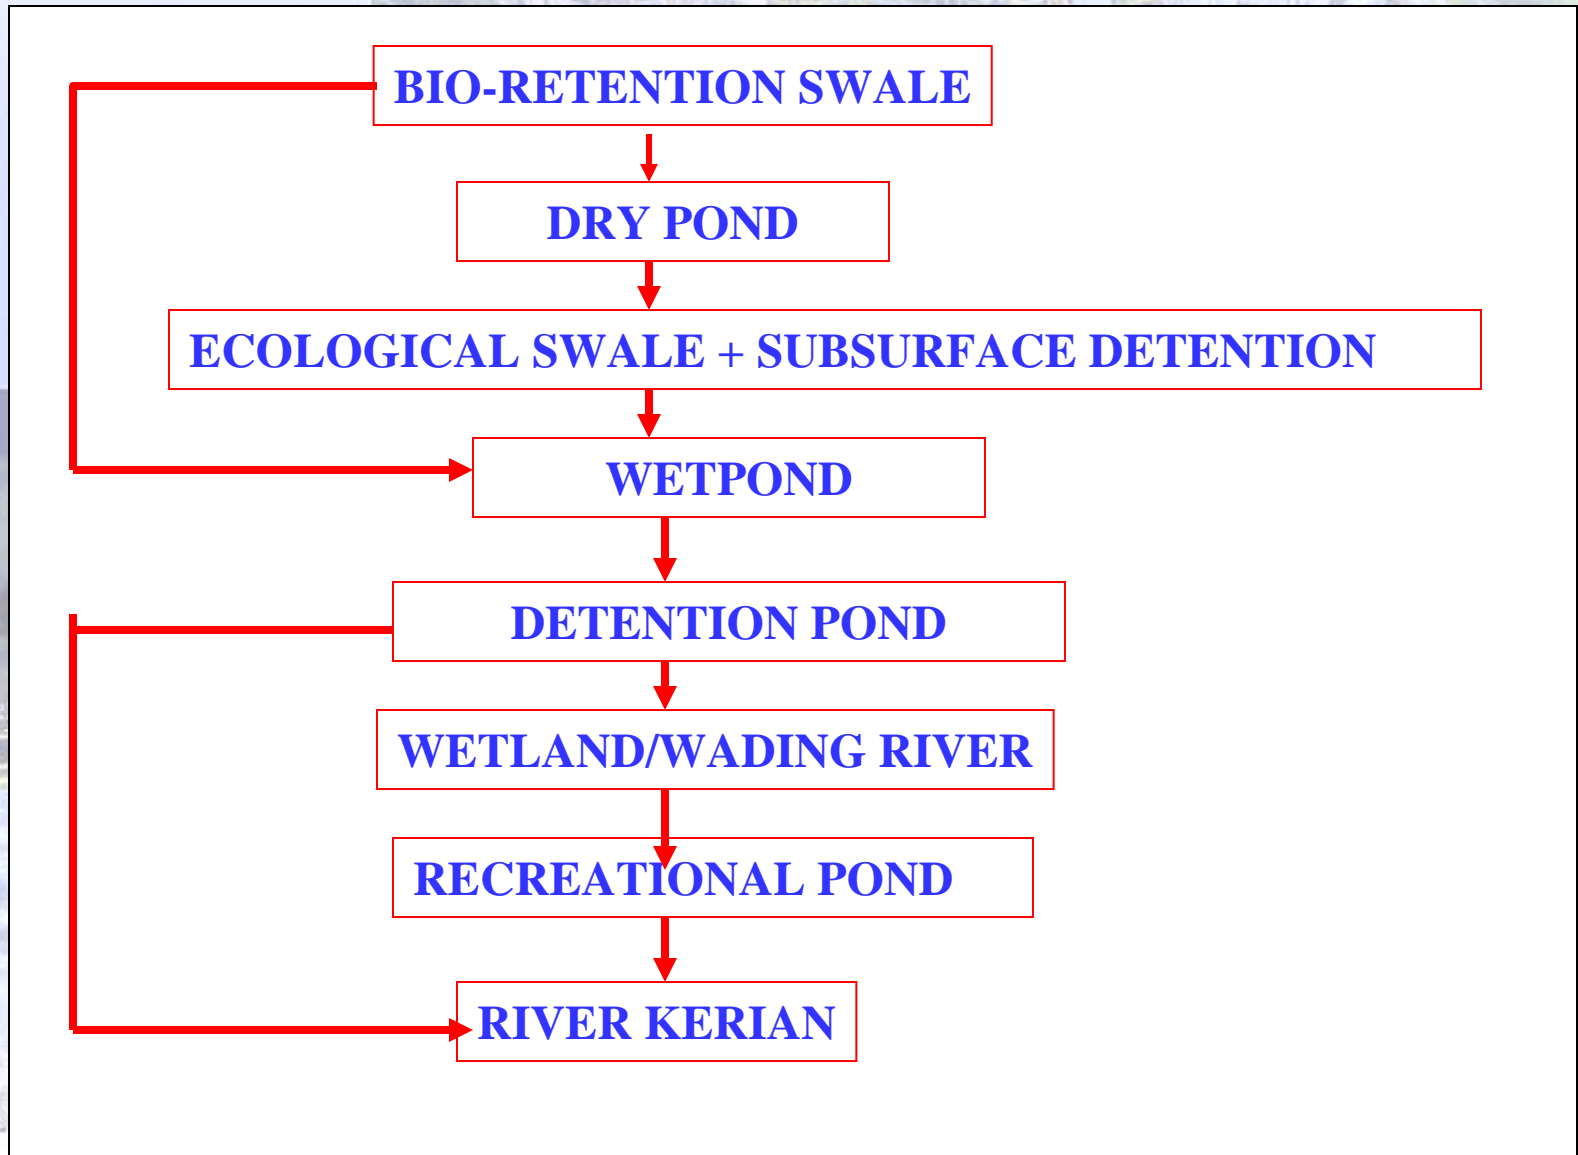 BIO-RETENTION SWALE
DRY POND
ECOLOGICAL SWALE + SUBSURFACE DETENTION
WETPOND
DETENTION POND
WETLAND/WADING RIVER
RECREATIONAL POND
RIVER KERIAN